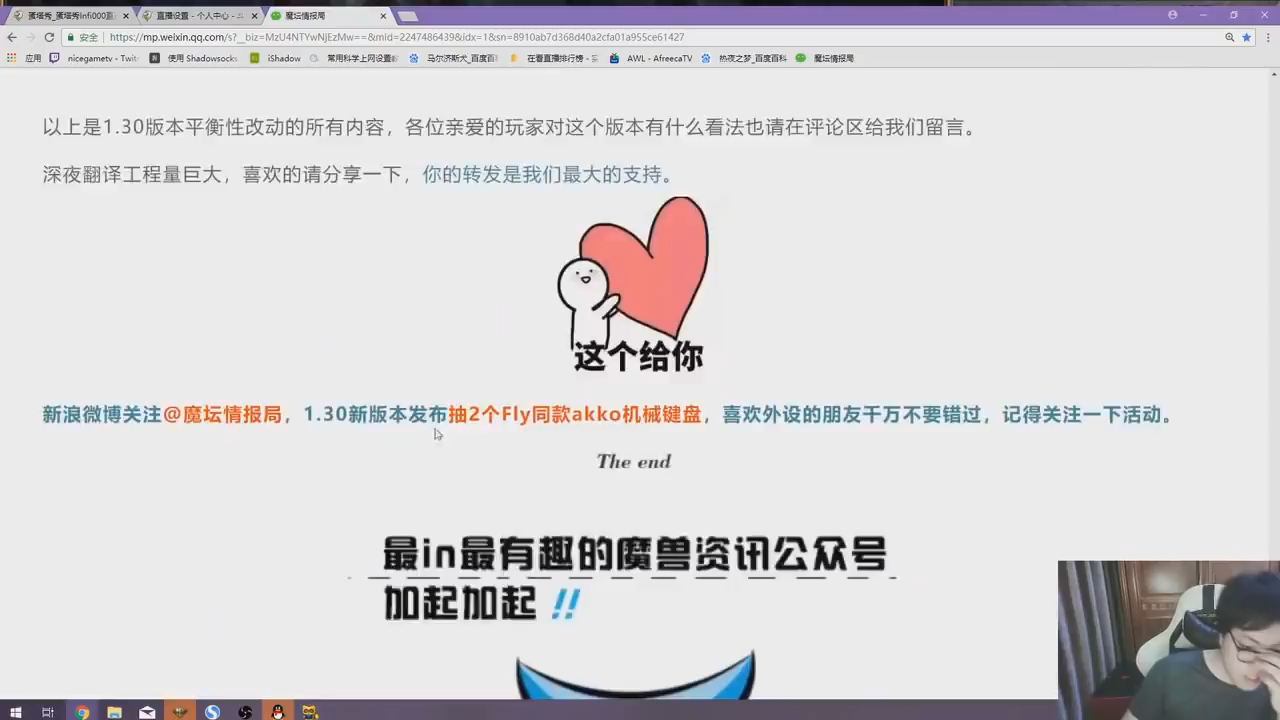 直播设置 - 个人中心 - 
魔坛情报局
安全
https://mp.weixin.qq.com/s?__biz=MzU4NTYwNjEzMw==&mid=2247486439&idx=1&sn=8910ab7d368d40a2cfa01a955ce61427
应用
nicegametv - Twit
使用 Shadowsocks
iShadow
常用科学上网设置
马尔济斯犬_百度百
在看直播排行榜 -
AWL - AfreecaTV
热夜之梦_百度百科
魔坛情报局
以上是1.30版本平衡性改动的所有内容，各位亲爱的玩家对这个版本有什么看法也请在评论区给我们留言。
深夜翻译工程量巨大，喜欢的请分享一下，你的转发是我们最大的支持。
这个给你
新浪微博关注@魔坛情报局，1.30新版本发布抽2个Fly同款akko机械键盘，喜欢外设的朋友千万不要错过，记得关注一下活动。
The end
最in最有趣的魔兽资讯公众号
加起加起 !!